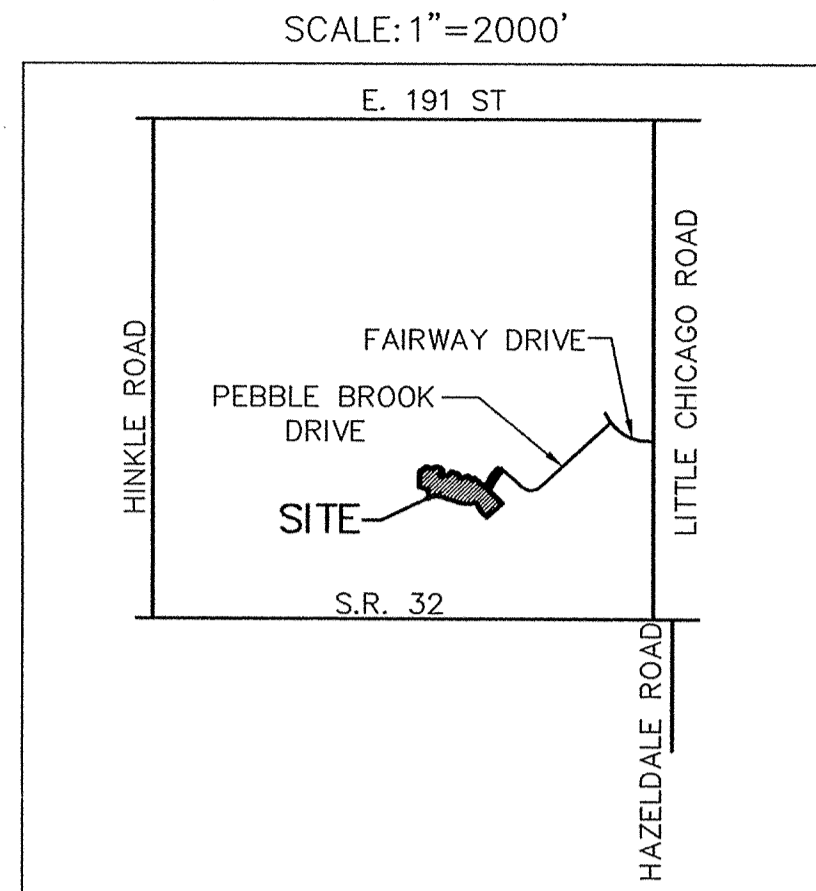 SCALE: 1"=2000'
E. 191 ST
HINKLE ROAD
LITTLE CHICAGO ROAD
FAIRWAY DRIVE
PEBBLE BROOK
DRIVE
SITE
S.R. 32
HAZELDALE ROAD